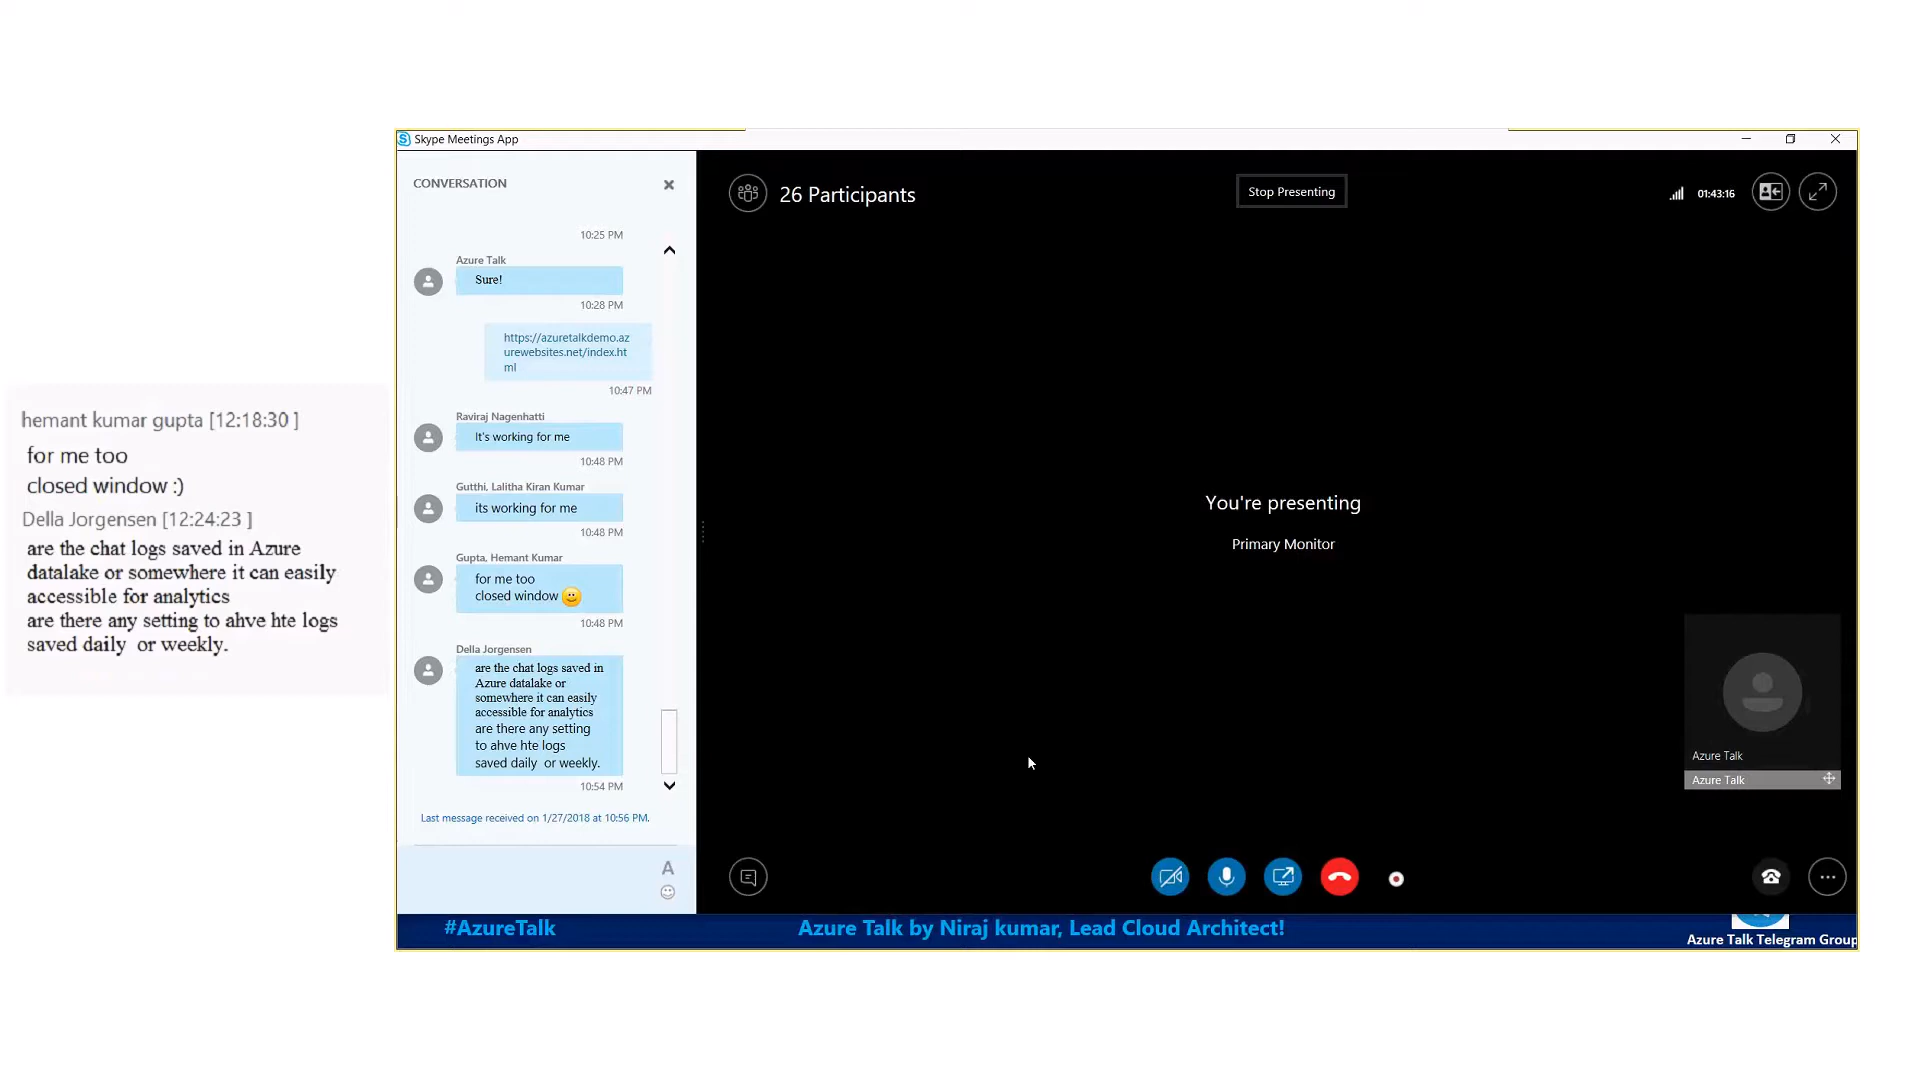 hemant kumar gupta [12:18:30 ]
for me too
closed window :)
Della Jorgensen [12:24:23 ]
are the chat logs saved in Azure
datalake or somewhere it can easily
accessible for analytics
are there any setting to ahve hte logs
saved daily  or weekly.
Skype Meetings App
CONVERSATION
10:25 PM
Azure Talk
Sure!
10:28 PM
https://azuretalkdemo.az
urewebsites.net/index.ht
ml
10:47 PM
Raviraj Nagenhatti
It's working for me
10:48 PM
Gutthi, Lalitha Kiran Kumar
its working for me
10:48 PM
Gupta, Hemant Kumar
for me too
closed window
10:48 PM
Della Jorgensen
are the chat logs saved in
Azure datalake or
somewhere it can easily
accessible for analytics
are there any setting
to ahve hte logs
saved daily  or weekly.
10:54 PM
Last message received on 1/27/2018 at 10:56 PM.
A
26 Participants
Stop Presenting
01:43:16
You're presenting
Primary Monitor
Azure Talk
Azure Talk
#AzureTalk
Azure Talk by Niraj kumar, Lead Cloud Architect!
Azure Talk Telegram Group